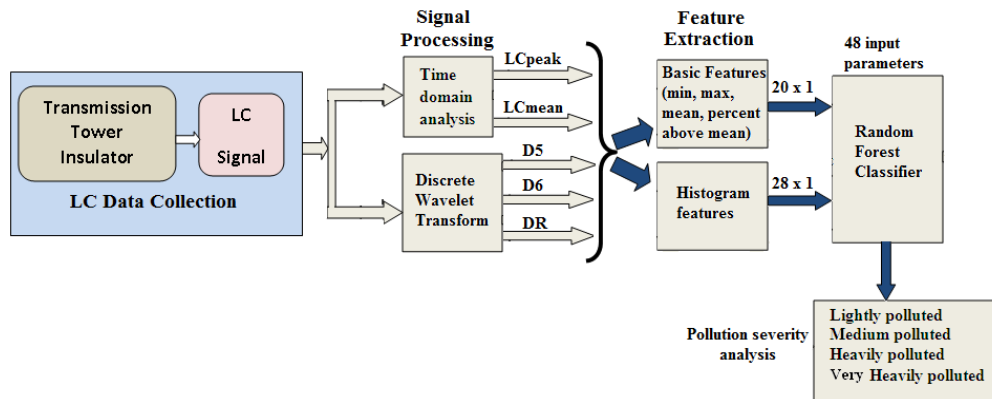 Transmission
Tower
Insulator
LC
Signal
LC Data Collection
Signal
Processing
Time
domain
analysis
LCpeak
LCmean
Discrete
Wavelet
Transform
D5
D6
DR
Feature
Extraction
Basic Features
(min, max,
mean, percent
above mean)
Histogram
features
20 x 1
28 x 1
48 input
parameters
Random
Forest
Classifier
Pollution severity
analysis
Lightly polluted
Medium polluted
Heavily polluted
Very Heavily polluted